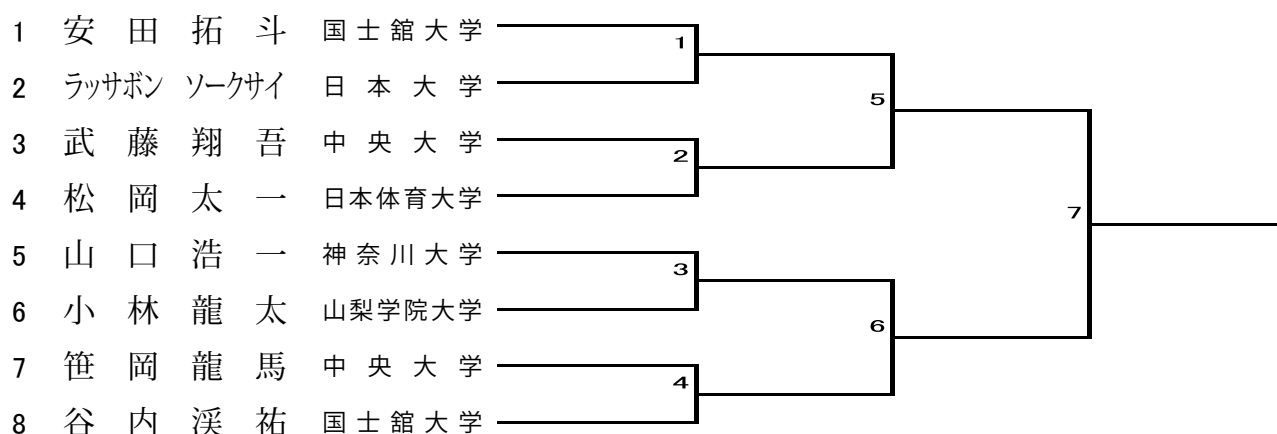 1 安田拓斗 国士舘大学
2 ラッサボン ソークサイ 日本大学
3 武藤翔吾 中央大学
4 松岡太一 日本体育大学
5 山口浩一 神奈川大学
6 小林龍太 山梨学院大学
7 笹岡龍馬 中央大学
8 谷内渓祐 国士舘大学
1
2
3
4
5
6
7